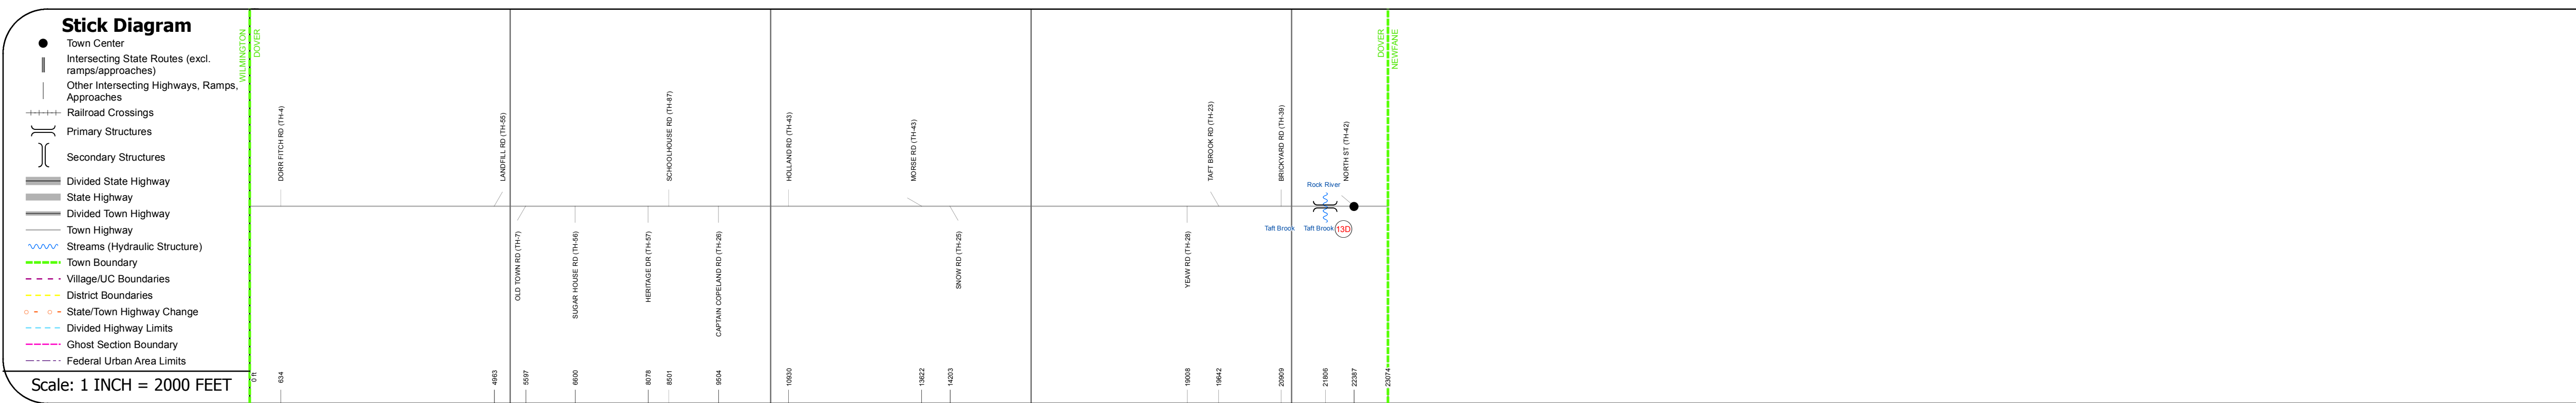 Stick Diagram
Town Center
Intersecting State Routes (excl.
ramps/approaches)
Other Intersecting Highways, Ramps,
Approaches
Railroad Crossings
Primary Structures
Secondary Structures
Divided State Highway
State Highway
Divided Town Highway
Town Highway
Streams (Hydraulic Structure)
Town Boundary
Village/UC Boundaries
District Boundaries
State/Town Highway Change
Divided Highway Limits
Ghost Section Boundary
Federal Urban Area Limits
Scale: 1 INCH = 2000 FEET
WILMINGTON
DOVER
DORR FITCH RD (TH-4)
LANDFILL RD (TH-55)
SCHOOLHOUSE RD (TH-87)
HOLLAND RD (TH-43)
MORSE RD (TH-43)
TAFT BROOK RD (TH-23)
BRICKYARD RD (TH-39)
NORTH ST (TH-42)
DOVER
NEWFANE
Rock River
Taft Brook
Taft Brook
13D
OLD TOWN RD (TH-7)
SUGAR HOUSE RD (TH-56)
HERITAGE DR (TH-57)
CAPTAIN COPELAND RD (TH-26)
SNOW RD (TH-25)
YEAW RD (TH-28)
0 ft
634
4963
5597
6600
8078
8501
9504
10930
13622
14203
19008
19642
20909
21806
22387
23074